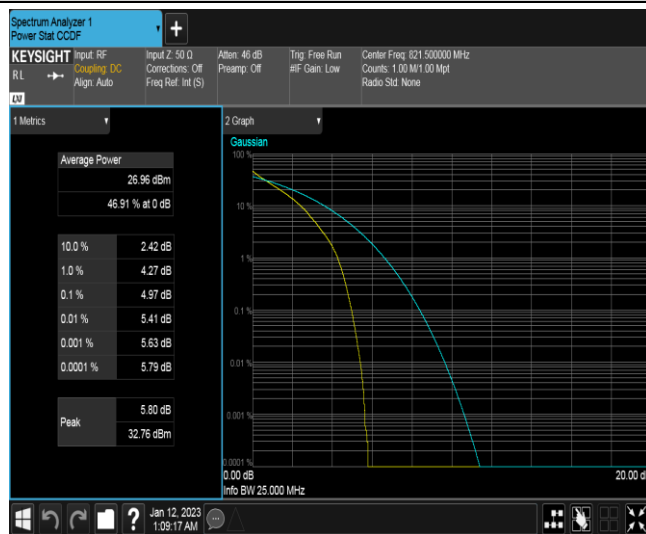 Spectrum Analyzer 1
Power Stat CCDF
+
KEYSIGHT
RL
Input: RF
Coupling: DC
Align: Auto
Input Z: 50 Ω
Corrections: Off
Freq Ref: Int (S)
Atten: 46 dB
Preamp: Off
Trig: Free Run
#IF Gain: Low
Center Freq: 821.500000 MHz
Counts: 1.00 M/1.00 Mpt
Radio Std: None
LXI
1 Metrics
Average Power
26.96 dBm
46.91 % at 0 dB
10.0 % 2.42 dB
1.0 % 4.27 dB
0.1 % 4.97 dB
0.01 % 5.41 dB
0.001 % 5.63 dB
0.0001 % 5.79 dB
Peak
5.80 dB
32.76 dBm
2 Graph
Gaussian
100 %
10 %
1 %
0.1 %
0.01 %
0.001 %
0.0001 %
0.00 dB
20.00 d
Info BW 25.000 MHz
?
Jan 12, 2023
1:09:17 AM